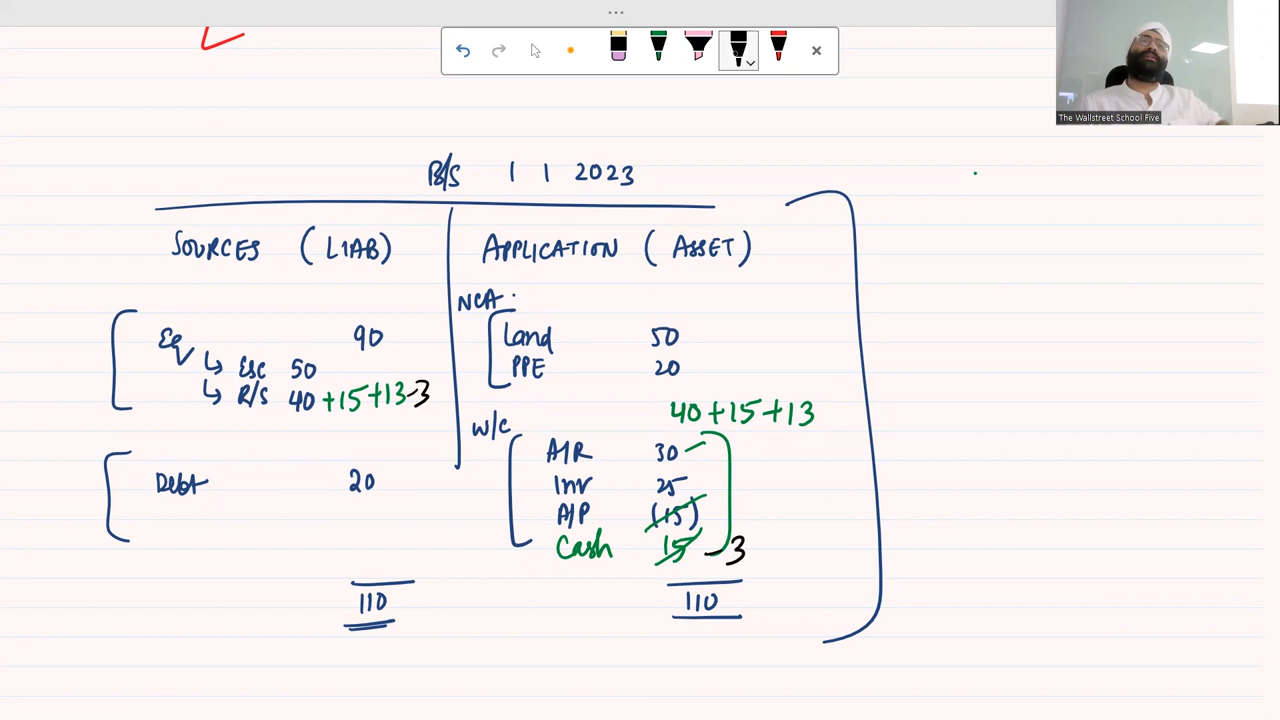 The Wallstreet School Five
B/S 1 1 2023
SOURCES (LIAB) APPLICATION (ASSET)
NCA :
Eq 90 Land 50
↳ ESC 50 PPE 20
↳ R/S 40 +15+13-3
40+15+13
W/C
A/R 30
Debt 20 Inv 25
A/P (15)
Cash 15 -3
110 110